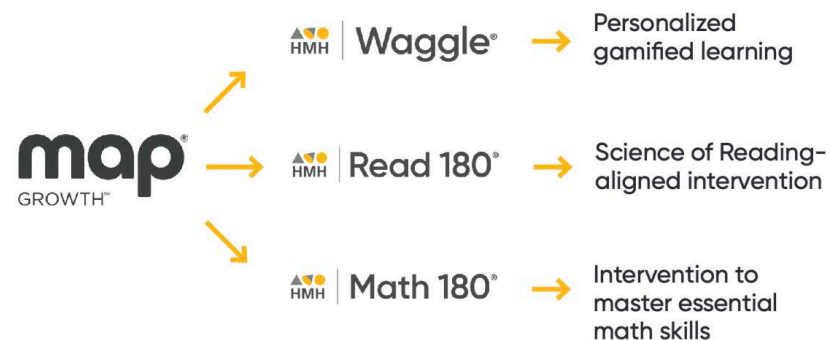 map®
GROWTH™
HMH | Waggle®
Personalized
gamified learning
HMH | Read 180®
Science of Reading-
aligned intervention
HMH | Math 180®
Intervention to
master essential
math skills